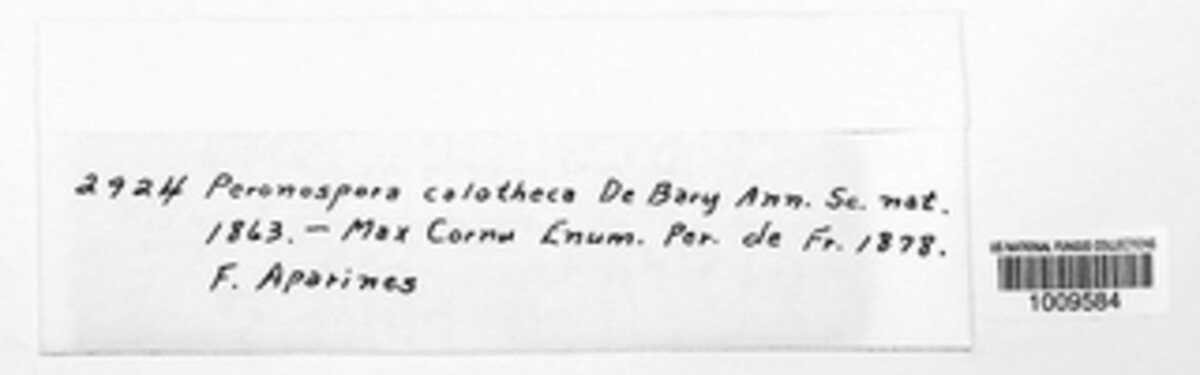 2924 Peronospora calotheca De Bary Ann. Sc. nat.
1863. – Max Cornu Enum. Per. de Fr. 1878.
F. Aparines
US NATIONAL FUNGUS COLLECTIONS
1009584